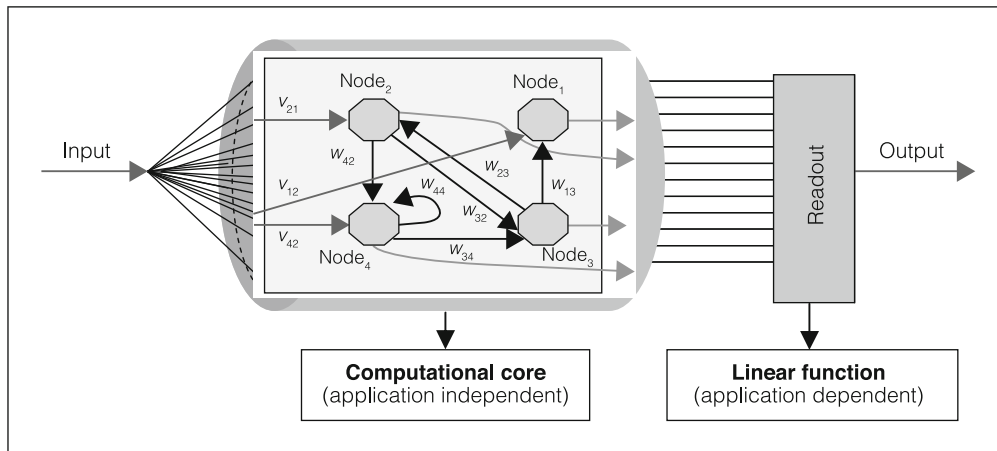 Input
V₂₁
V₁₂
V₄₂
Node₂
Node₁
W₄₂
W₄₄
W₂₃
W₃₂
W₁₃
W₃₄
Node₄
Node₃
Readout
Output
Computational core
(application independent)
Linear function
(application dependent)